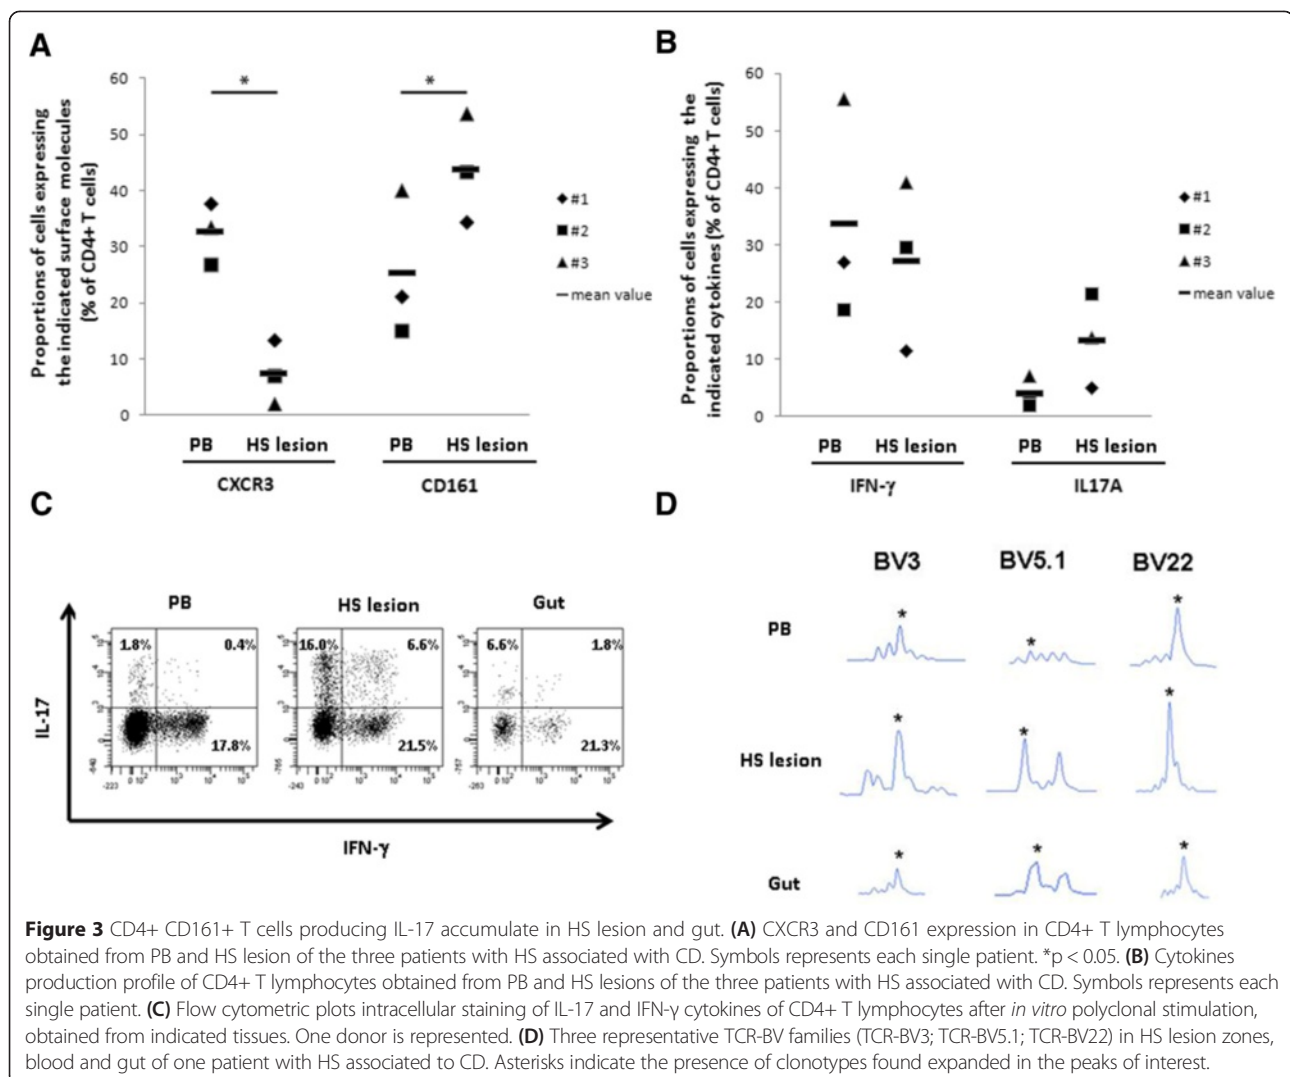 A
Proportions of cells expressing
the indicated surface molecules
(% of CD4+ T cells)
60
50
40
30
20
10
0
*
*
#1
#2
#3
mean value
PB
HS lesion
PB
HS lesion
CXCR3
CD161
B
Proportions of cells expressing the
indicated cytokines (% of CD4+ T cells)
60
50
40
30
20
10
0
#1
#2
#3
mean value
PB
HS lesion
PB
HS lesion
IFN-γ
IL17A
C
PB
HS lesion
Gut
1.8%
0.4%
17.8%
16.0%
6.6%
21.5%
6.6%
1.8%
21.3%
IL-17
IFN-γ
-223
-240
-263
D
BV3
BV5.1
BV22
PB
* * *
HS lesion
* * *
Gut
* * *
Figure 3 CD4+ CD161+ T cells producing IL-17 accumulate in HS lesion and gut. (A) CXCR3 and CD161 expression in CD4+ T lymphocytes
obtained from PB and HS lesion of the three patients with HS associated with CD. Symbols represents each single patient. *p < 0.05. (B) Cytokines
production profile of CD4+ T lymphocytes obtained from PB and HS lesions of the three patients with HS associated with CD. Symbols represents each
single patient. (C) Flow cytometric plots intracellular staining of IL-17 and IFN-γ cytokines of CD4+ T lymphocytes after in vitro polyclonal stimulation,
obtained from indicated tissues. One donor is represented. (D) Three representative TCR-BV families (TCR-BV3; TCR-BV5.1; TCR-BV22) in HS lesion zones,
blood and gut of one patient with HS associated to CD. Asterisks indicate the presence of clonotypes found expanded in the peaks of interest.